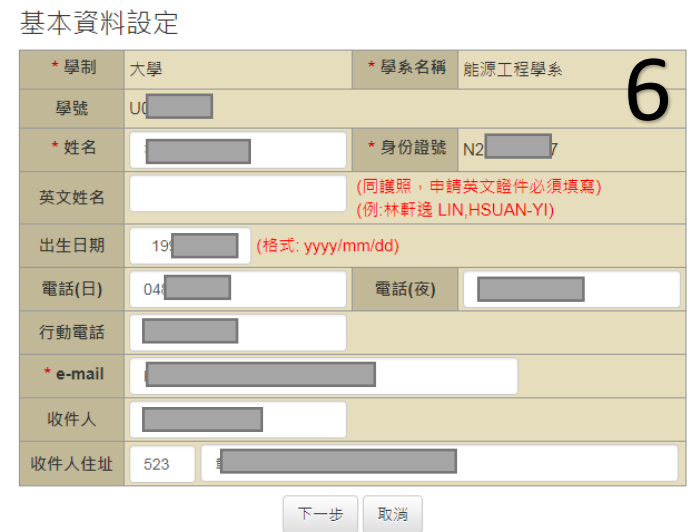 基本資料設定
* 學制 大學 * 學系名稱 能源工程學系 6
學號 U0
* 姓名 * 身份證號 N2 7
英文姓名 (同護照，申請英文證件必須填寫)
(例:林軒逸 LIN,HSUAN-YI)
出生日期 199 (格式: yyyy/mm/dd)
電話(日) 048 電話(夜)
行動電話
* e-mail
收件人
收件人住址 523
下一步 取消